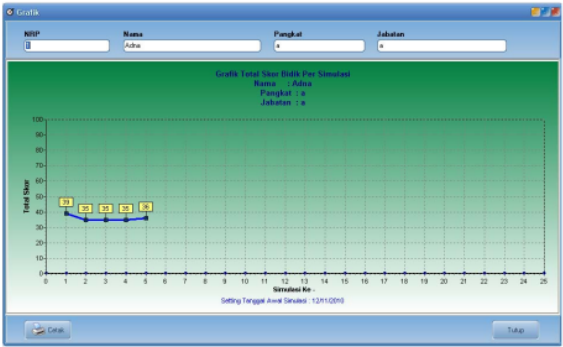 Grafik
NRP Nama Pangkat Jabatan
1 Adna a a
Grafik Total Skor Bidik Per Simulasi
Nama : Adna
Pangkat : a
Jabatan : a
100
90
80
70
60
50
40
30
20
10
0
Total Skor
39 35 35 35 36
0 1 2 3 4 5 6 7 8 9 10 11 12 13 14 15 16 17 18 19 20 21 22 23 24 25
Simulasi Ke -
Setting Tanggal Awal Simulasi : 12/11/2010
Cetak Tutup